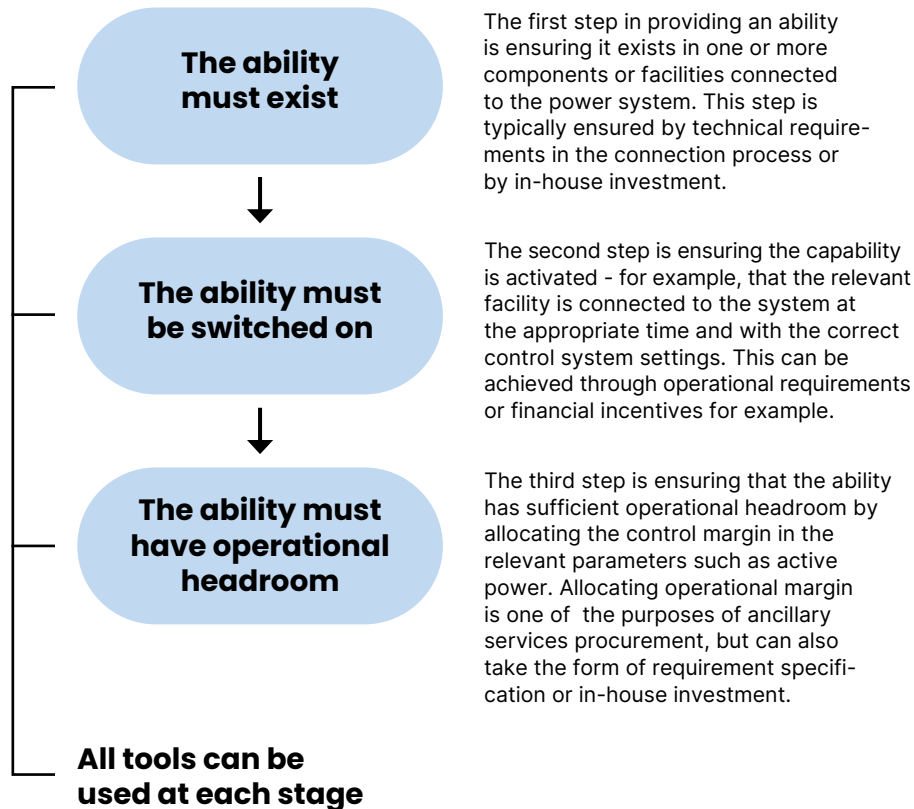 The ability
must exist
The first step in providing an ability
is ensuring it exists in one or more
components or facilities connected
to the power system. This step is
typically ensured by technical require-
ments in the connection process or
by in-house investment.
The ability must
be switched on
The second step is ensuring the capability
is activated - for example, that the relevant
facility is connected to the system at
the appropriate time and with the correct
control system settings. This can be
achieved through operational requirements
or financial incentives for example.
The ability must
have operational
headroom
The third step is ensuring that the ability
has sufficient operational headroom by
allocating the control margin in the
relevant parameters such as active
power. Allocating operational margin
is one of  the purposes of ancillary
services procurement, but can also
take the form of requirement specifi-
cation or in-house investment.
All tools can be
used at each stage